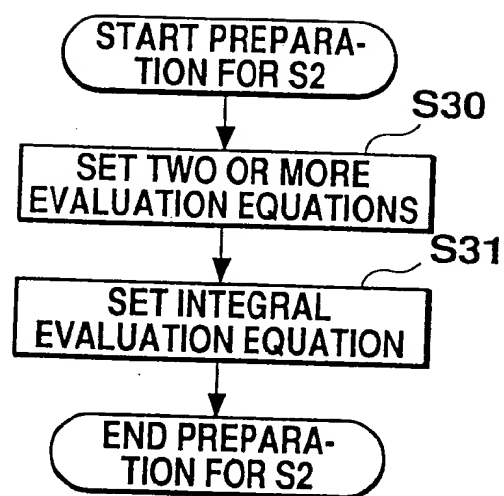 START PREPARA-
TION FOR S2
S30
SET TWO OR MORE
EVALUATION EQUATIONS
S31
SET INTEGRAL
EVALUATION EQUATION
END PREPARA-
TION FOR S2